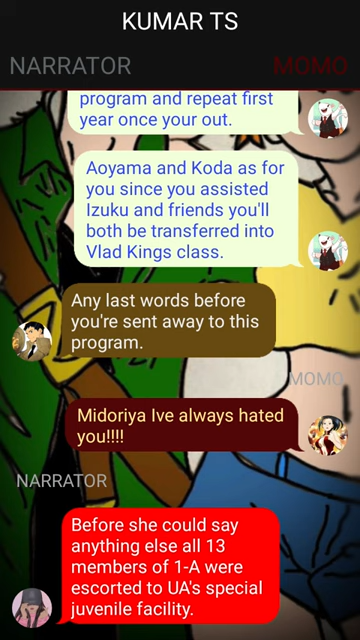 KUMAR TS
NARRATOR
MOMO
program and repeat first
year once your out.
Aoyama and Koda as for
you since you assisted
Izuku and friends you'll
both be transferred into
Vlad Kings class.
Any last words before
you're sent away to this
program.
MOMO
Midoriya Ive always hated
you!!!!
NARRATOR
Before she could say
anything else all 13
members of 1-A were
escorted to UA's special
juvenile facility.